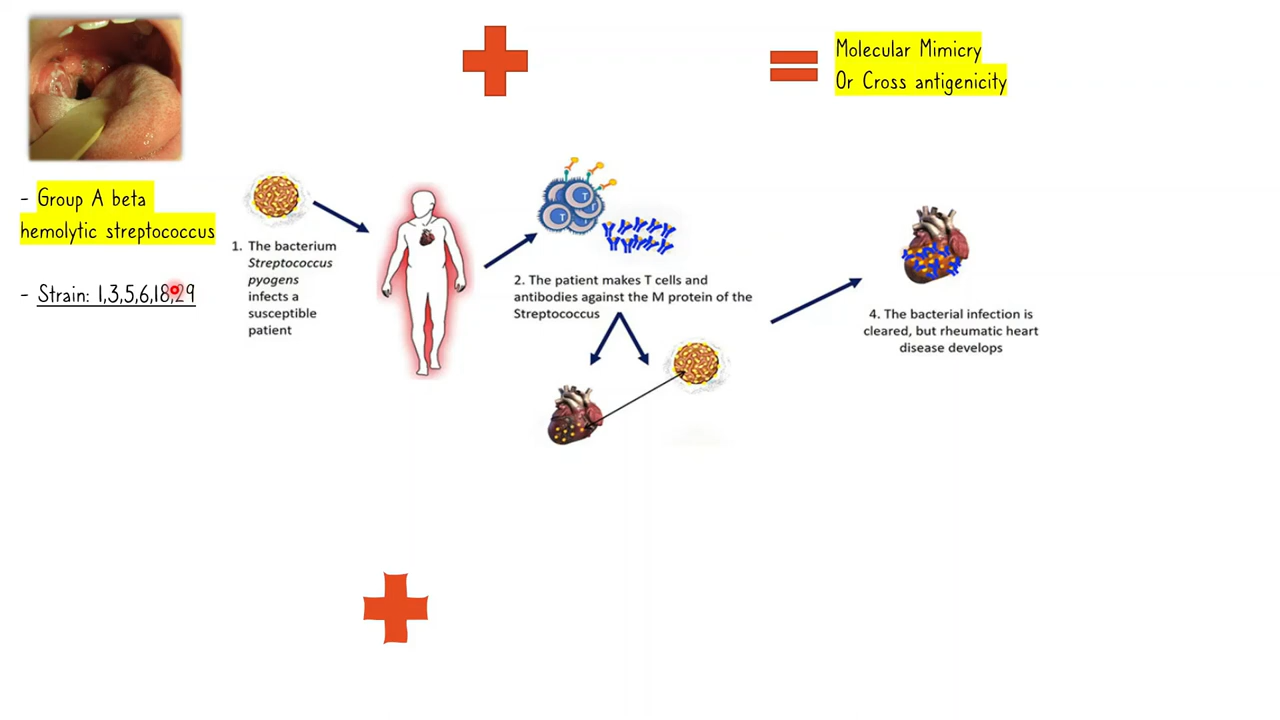 Molecular Mimicry
Or Cross antigenicity
- Group A beta
hemolytic streptococcus
- Strain: 1,3,5,6,18,29
1. The bacterium
Streptococcus
pyogens
infects a
susceptible
patient
2. The patient makes T cells and
antibodies against the M protein of the
Streptococcus
4. The bacterial infection is
cleared, but rheumatic heart
disease develops
T
T
T